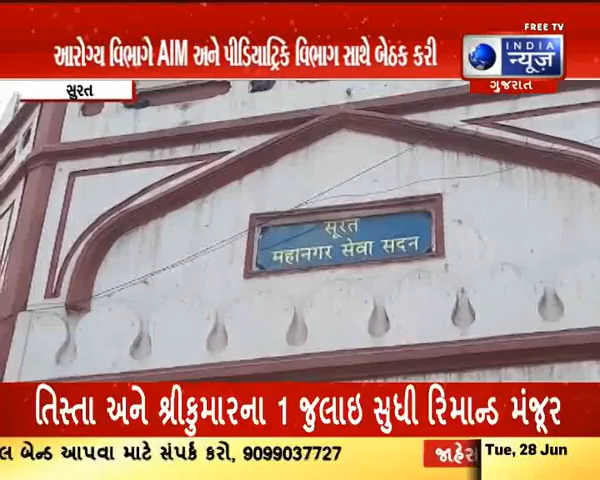 FREE TV
આરોગ્ય વિભાગે AIM અને પીડિયાટ્રિક વિભાગ સાથે બેઠક કરી
INDIA
न्यूज़
ગુજરાત
સુરત
सूरत
महानगर सेवा सदन
તિસ્તા અને શ્રીકુમારના 1 જુલાઇ સુધી રિમાન્ડ મંજૂર
લ બેન્ડ આપવા માટે સંપર્ક કરો, 9099037727
જાહેર
Tue, 28 Jun